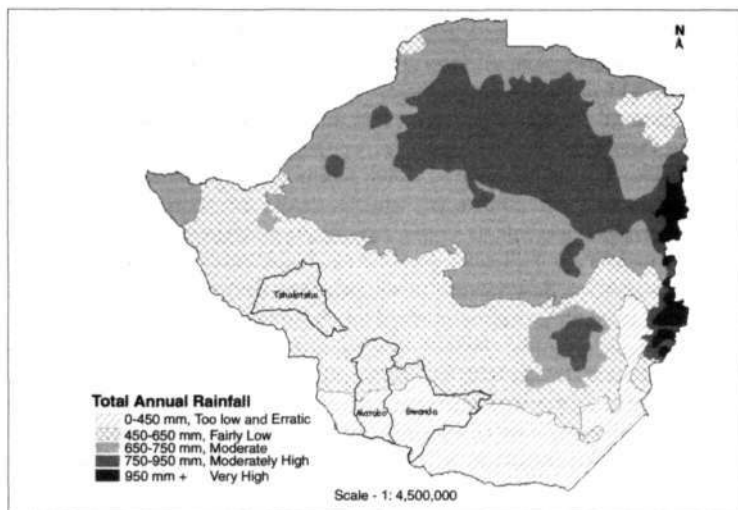 N
Tsholotsho
Matobo
Gwanda
Total Annual Rainfall
0-450 mm, Too low and Erratic
450-650 mm, Fairly Low
650-750 mm, Moderate
750-950 mm, Moderately High
950 mm + Very High
Scale - 1: 4,500,000